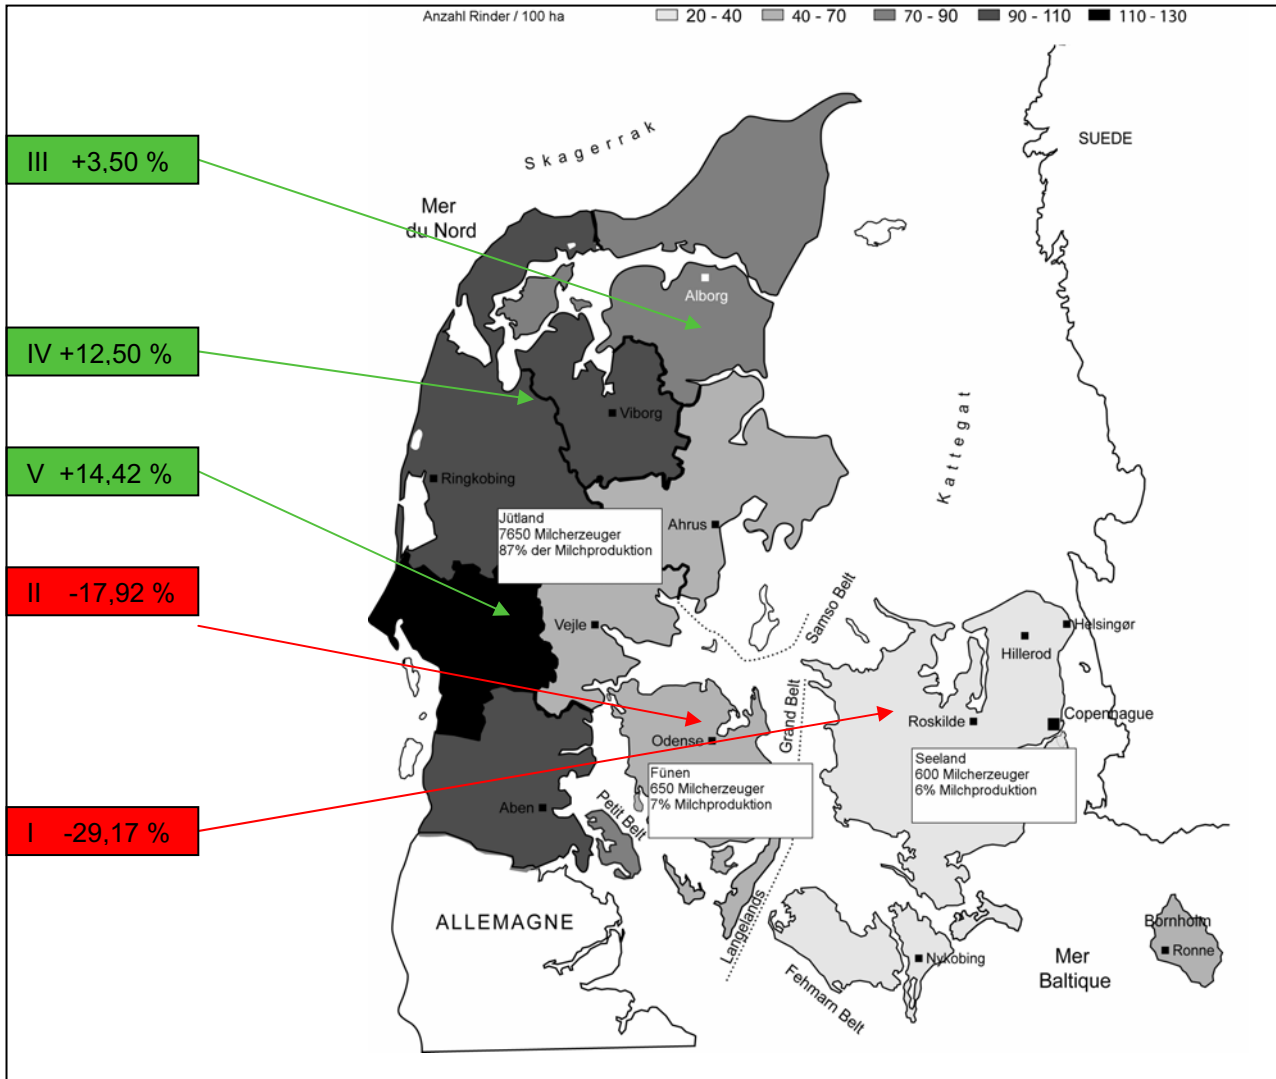 Anzahl Rinder / 100 ha 20 - 40 40 - 70 70 - 90 90 - 110 110 - 130
SUEDE
Skagerrak
III +3,50 %
Mer
du Nord
Alborg
IV +12,50 %
Viborg
Kattegat
V +14,42 %
Ringkobing
Jütland
7650 Milcherzeuger
87% der Milchproduktion
Ahrus
II -17,92 %
Vejle
Samso Belt
Helsingør
Hillerod
Grand Belt
Roskilde
Copenhague
Odense
Seeland
600 Milcherzeuger
6% Milchproduktion
Fünen
650 Milcherzeuger
7% Milchproduktion
I -29,17 %
Aben
Petit Belt
ALLEMAGNE
Langelands
Fehmarn Belt
Nykobing
Mer
Baltique
Bornholm
Ronne